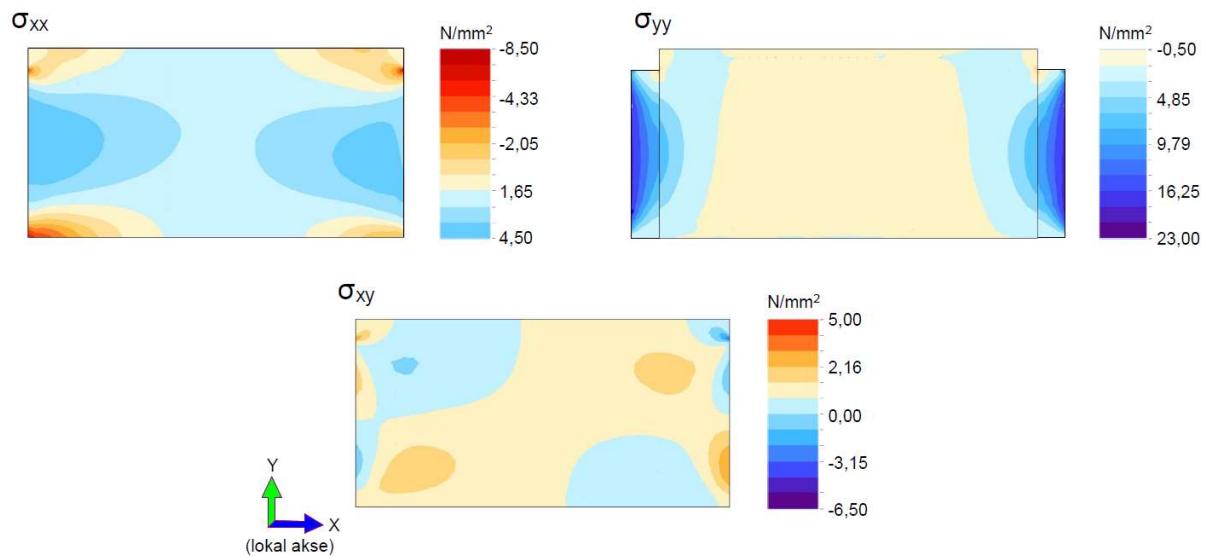 σxx
N/mm²
-8,50
-4,33
-2,05
1,65
4,50
σyy
N/mm²
-0,50
4,85
9,79
16,25
23,00
σxy
N/mm²
5,00
2,16
0,00
-3,15
-6,50
Y
X
(lokal akse)